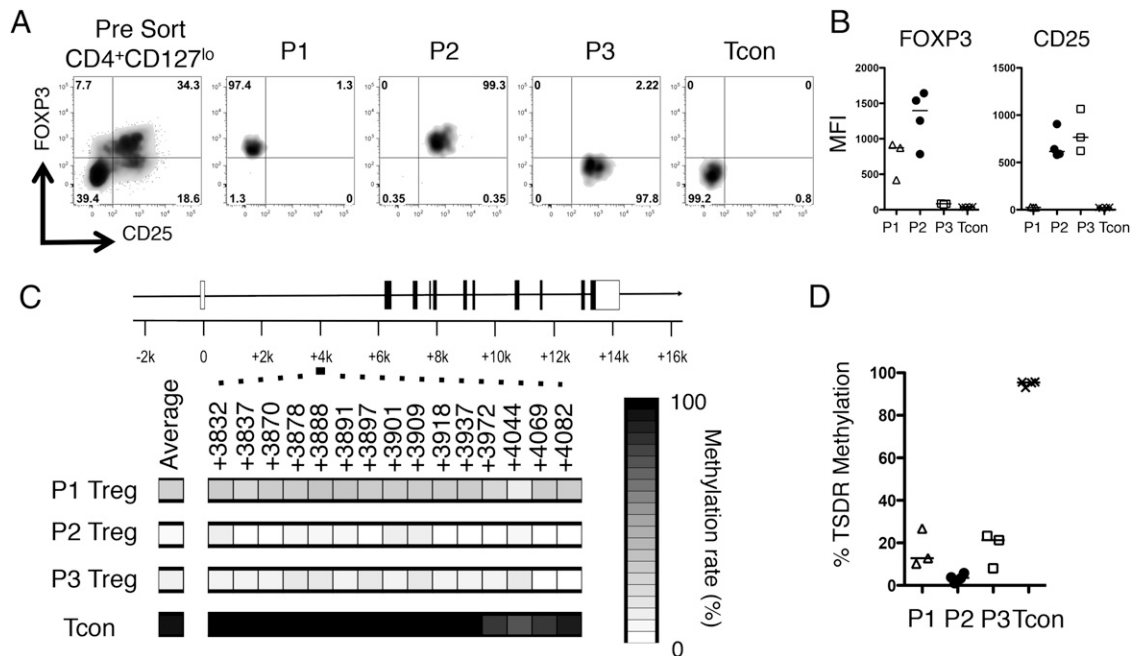 A
Pre Sort
CD4+CD127lo
P1
P2
P3
Tcon
7.7 34.3
39.4 18.6
97.4 1.3
1.3 0
0 99.3
0.35 0.35
0 2.22
0 97.8
0 0
99.2 0.8
FOXP3
CD25
B
FOXP3
CD25
MFI
2000
1500
1000
500
0
P1 P2 P3 Tcon
1500
1000
500
0
P1 P2 P3 Tcon
C
-2k 0 +2k +4k +6k +8k +10k +12k +14k +16k
Average
+3832
+3837
+3870
+3878
+3888
+3891
+3897
+3901
+3909
+3918
+3937
+3972
+4044
+4069
+4082
P1 Treg
P2 Treg
P3 Treg
Tcon
100
Methylation rate (%)
0
D
% TSDR Methylation
100
80
60
40
20
0
P1 P2 P3 Tcon